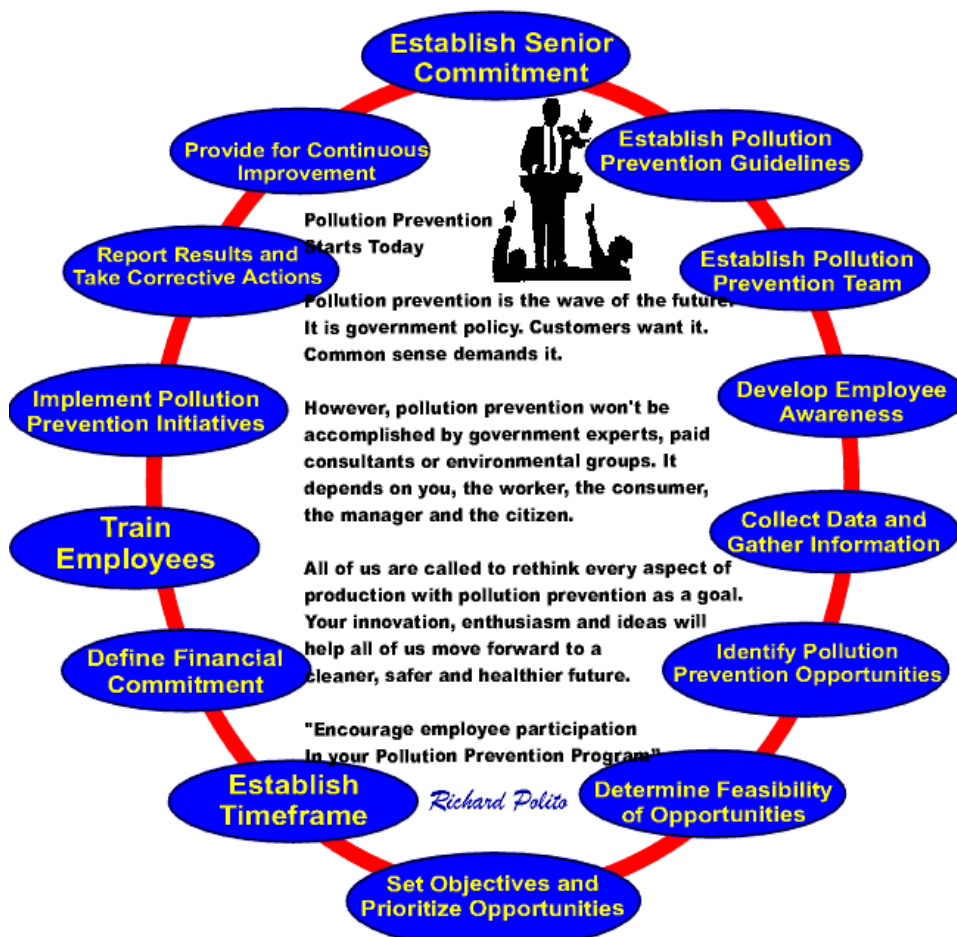 Establish Senior
Commitment
Establish Pollution
Prevention Guidelines
Establish Pollution
Prevention Team
Develop Employee
Awareness
Collect Data and
Gather Information
Identify Pollution
Prevention Opportunities
Determine Feasibility
of Opportunities
Set Objectives and
Prioritize Opportunities
Establish
Timeframe
Define Financial
Commitment
Train
Employees
Implement Pollution
Prevention Initiatives
Report Results and
Take Corrective Actions
Provide for Continuous
Improvement
Pollution Prevention
Starts Today
Pollution prevention is the wave of the future.
It is government policy. Customers want it.
Common sense demands it.
However, pollution prevention won't be
accomplished by government experts, paid
consultants or environmental groups. It
depends on you, the worker, the consumer,
the manager and the citizen.
All of us are called to rethink every aspect of
production with pollution prevention as a goal.
Your innovation, enthusiasm and ideas will
help all of us move forward to a
cleaner, safer and healthier future.
"Encourage employee participation
In your Pollution Prevention Program"
Richard Polito